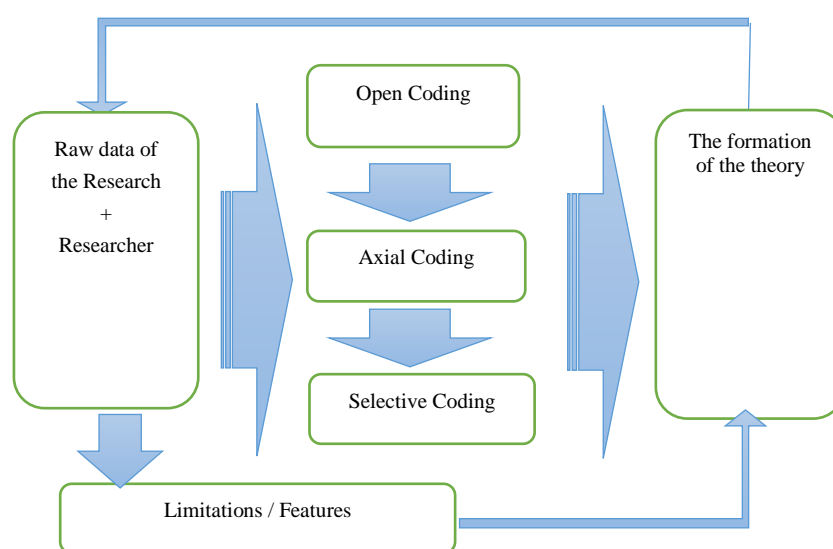 Raw data of
the Research
+
Researcher
Open Coding
Axial Coding
Selective Coding
The formation
of the theory
Limitations / Features